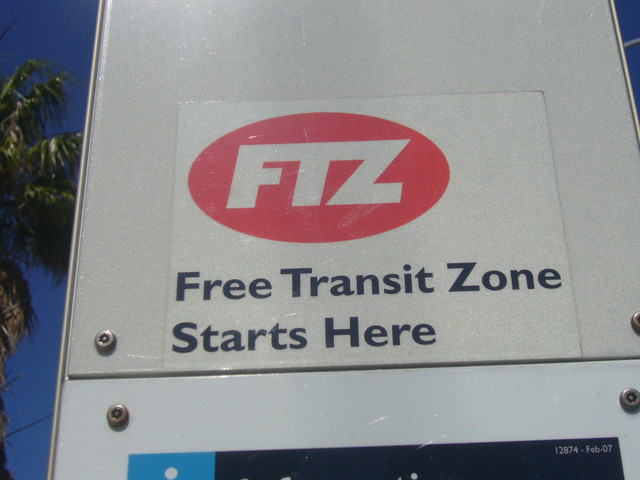 FTZ
Free Transit Zone
Starts Here
12874 - Feb-07
i